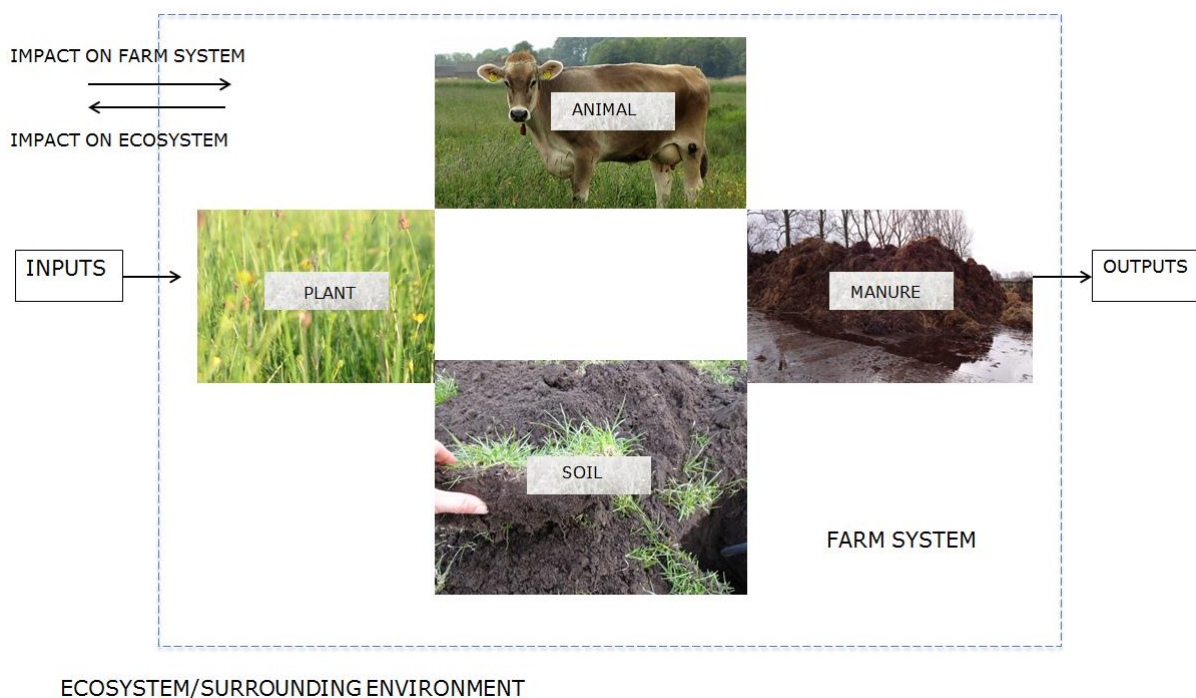 IMPACT ON FARM SYSTEM
IMPACT ON ECOSYSTEM
ANIMAL
INPUTS
PLANT
MANURE
OUTPUTS
SOIL
FARM SYSTEM
ECOSYSTEM/SURROUNDING ENVIRONMENT